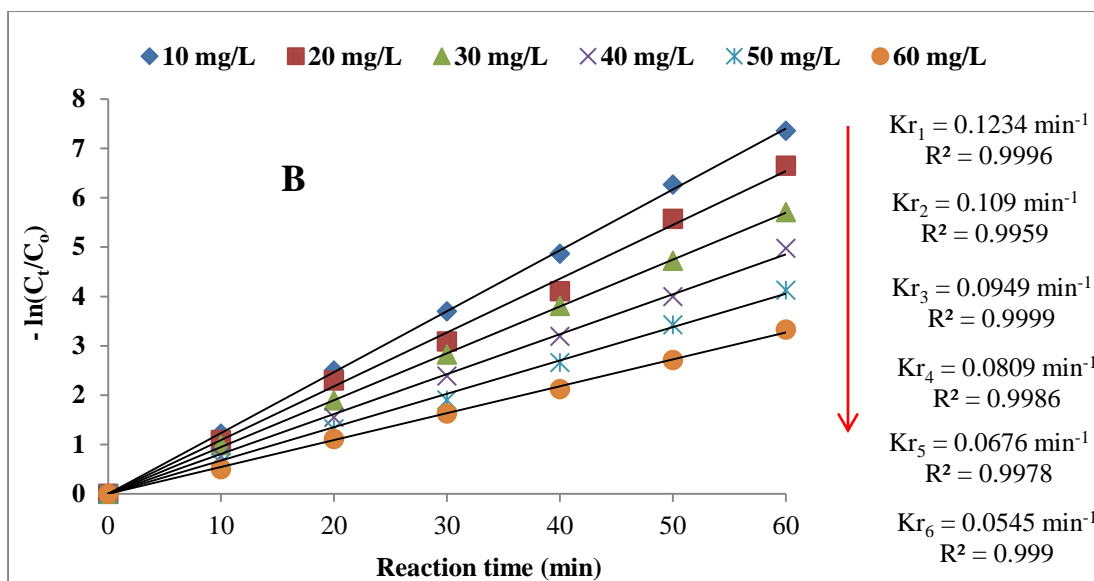 10 mg/L 20 mg/L 30 mg/L 40 mg/L 50 mg/L 60 mg/L
8
7
6
5
4
3
2
1
0
- ln(Cₜ/Cₒ)
B
0 10 20 30 40 50 60
Reaction time (min)
Kr₁ = 0.1234 min⁻¹
R² = 0.9996
Kr₂ = 0.109 min⁻¹
R² = 0.9959
Kr₃ = 0.0949 min⁻¹
R² = 0.9999
Kr₄ = 0.0809 min⁻¹
R² = 0.9986
Kr₅ = 0.0676 min⁻¹
R² = 0.9978
Kr₆ = 0.0545 min⁻¹
R² = 0.999